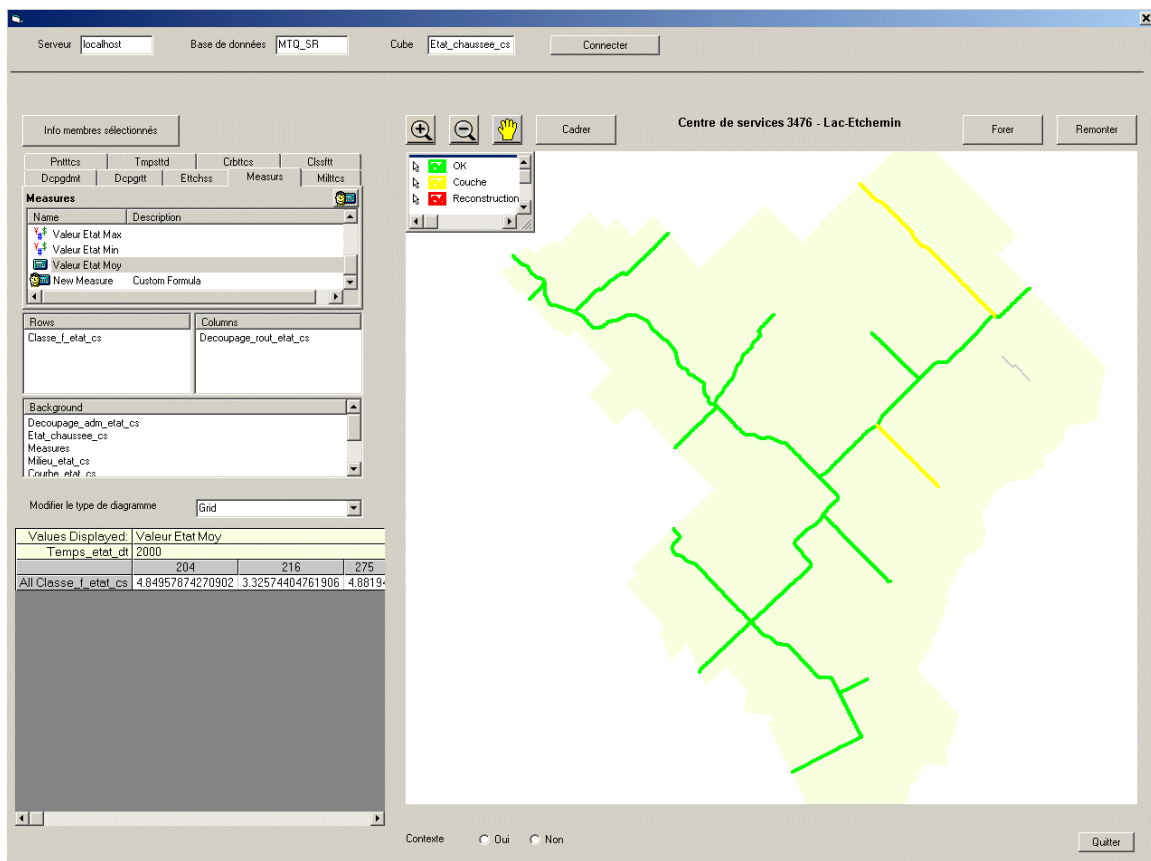 Serveur localhost Base de données MTQ_SR Cube Etat_chaussee_cs Connecter
Info membres sélectionnés
Cadrer Centre de services 3476 - Lac-Etchemin Forer Remonter
Pntttcs Tmpsttd Crbttcs Clssftt
Dcpgdmt Dcpgrtt Ettchss Measurs Milttcs
Measures
Name Description
Valeur Etat Max
Valeur Etat Min
Valeur Etat Moy
New Measure Custom Formula
OK
Couche
Reconstruction
Rows Columns
Classe_f_etat_cs Decoupage_rout_etat_cs
Background
Decoupage_adm_etat_cs
Etat_chaussee_cs
Measures
Milieu_etat_cs
Courbe_etat_cs
Modifier le type de diagramme Grid
Values Displayed: Valeur Etat Moy
Temps_etat_dt 2000
204 216 275
All Classe_f_etat_cs 4.84957874270902 3.32574404761906 4.8819
Contexte Oui Non Quitter